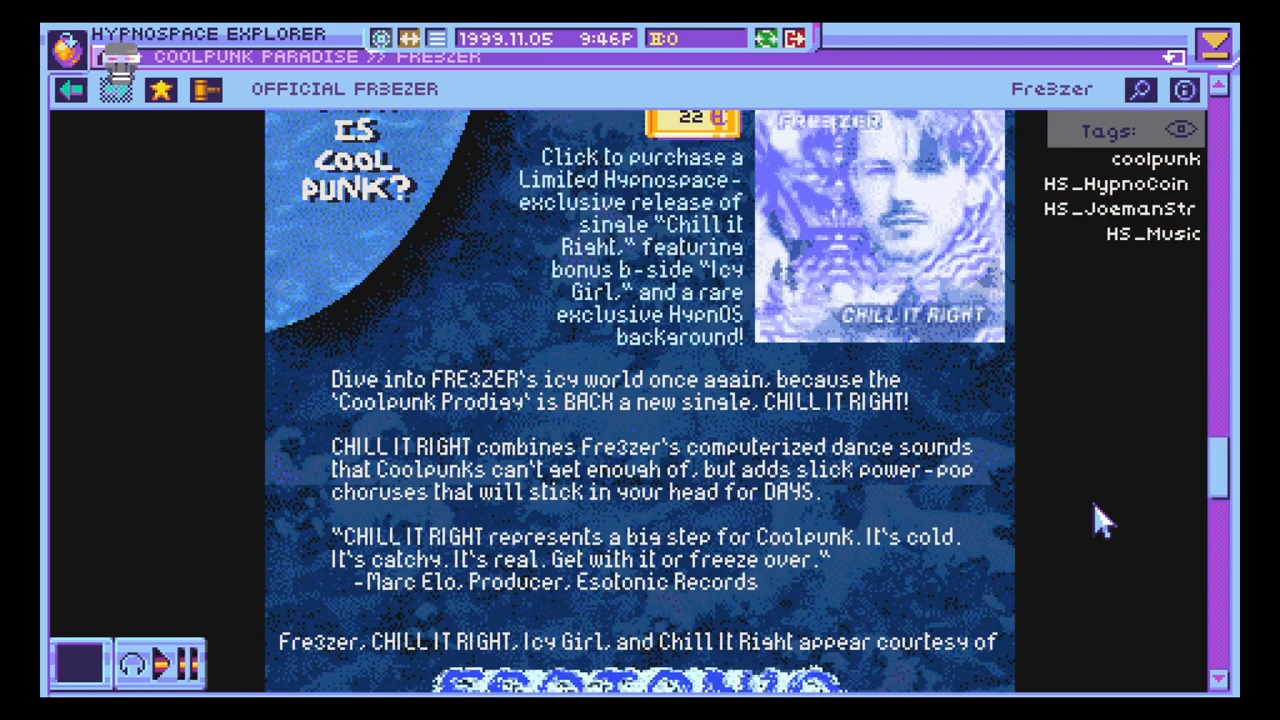 HYPNOSPACE EXPLORER
1999.11.05 9:46P
:0
COOLPUNK PARADISE >> FRE3ZER
OFFICIAL FR3EZER
Fre3zer
IS
COOL
PUNK?
22
Click to purchase a
Limited Hypnospace-
exclusive release of
single "Chill it
Right," featuring
bonus b-side "Icy
Girl," and a rare
exclusive HypnOS
background!
FRE3ZER
CHILL IT RIGHT
Tags:
coolpunk
HS_HypnoCoin
HS_JoemanStr
HS_Music
Dive into FRE3ZER's icy world once again, because the
'Coolpunk Prodigy' is BACK a new single, CHILL IT RIGHT!
CHILL IT RIGHT combines Fre3zer's computerized dance sounds
that Coolpunks can't get enough of, but adds slick power-pop
choruses that will stick in your head for DAYS.
"CHILL IT RIGHT represents a big step for Coolpunk. It's cold.
It's catchy. It's real. Get with it or freeze over."
-Marc Elo, Producer, Esotonic Records
Fre3zer, CHILL IT RIGHT, Icy Girl, and Chill It Right appear courtesy of